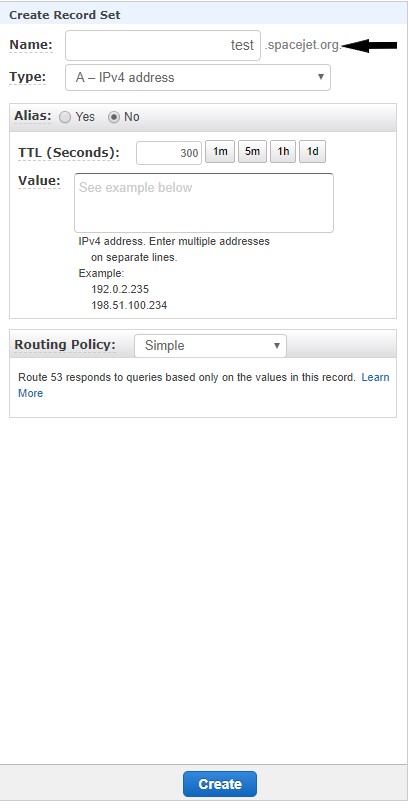 Create Record Set
Name: test .spacejet.org.
Type: A – IPv4 address
Alias: Yes No
TTL (Seconds): 300 1m 5m 1h 1d
Value: See example below
IPv4 address. Enter multiple addresses
on separate lines.
Example:
192.0.2.235
198.51.100.234
Routing Policy: Simple
Route 53 responds to queries based only on the values in this record. Learn
More
Create